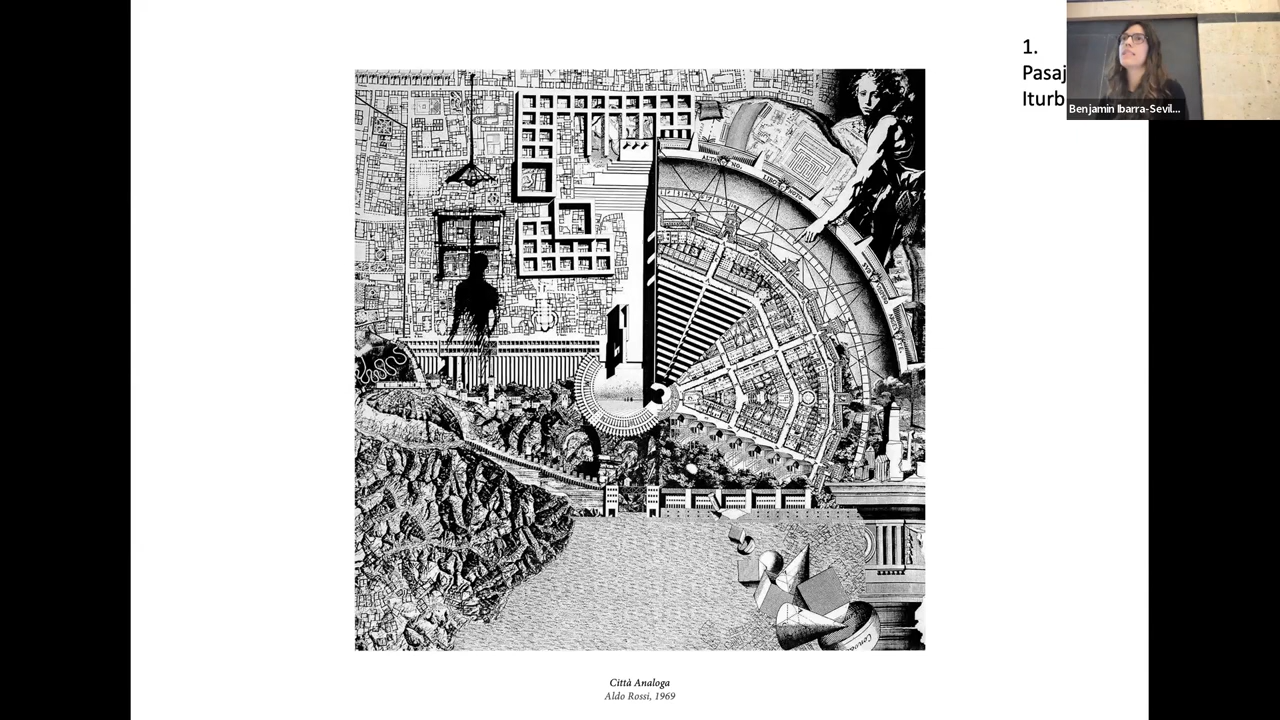 1.
Pasaj
Iturb
Benjamin Ibarra-Sevil...
Città Analoga
Aldo Rossi, 1969